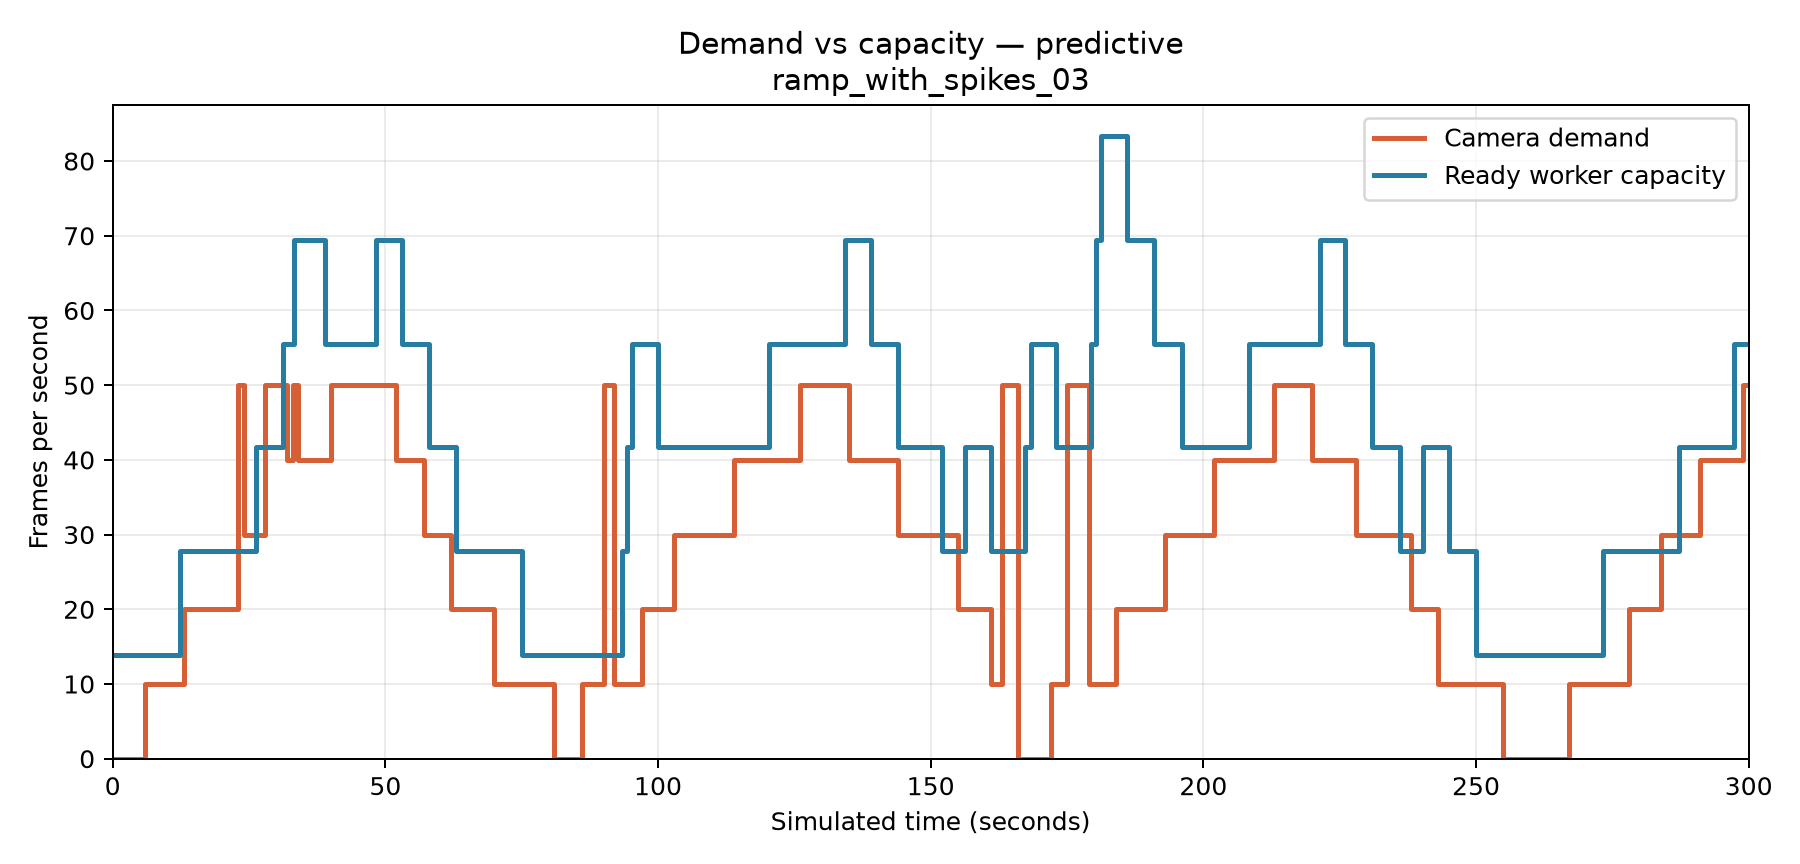 Demand vs capacity — predictive
ramp_with_spikes_03
Camera demand
Ready worker capacity
Frames per second
80
70
60
50
40
30
20
10
0
0 50 100 150 200 250 300
Simulated time (seconds)